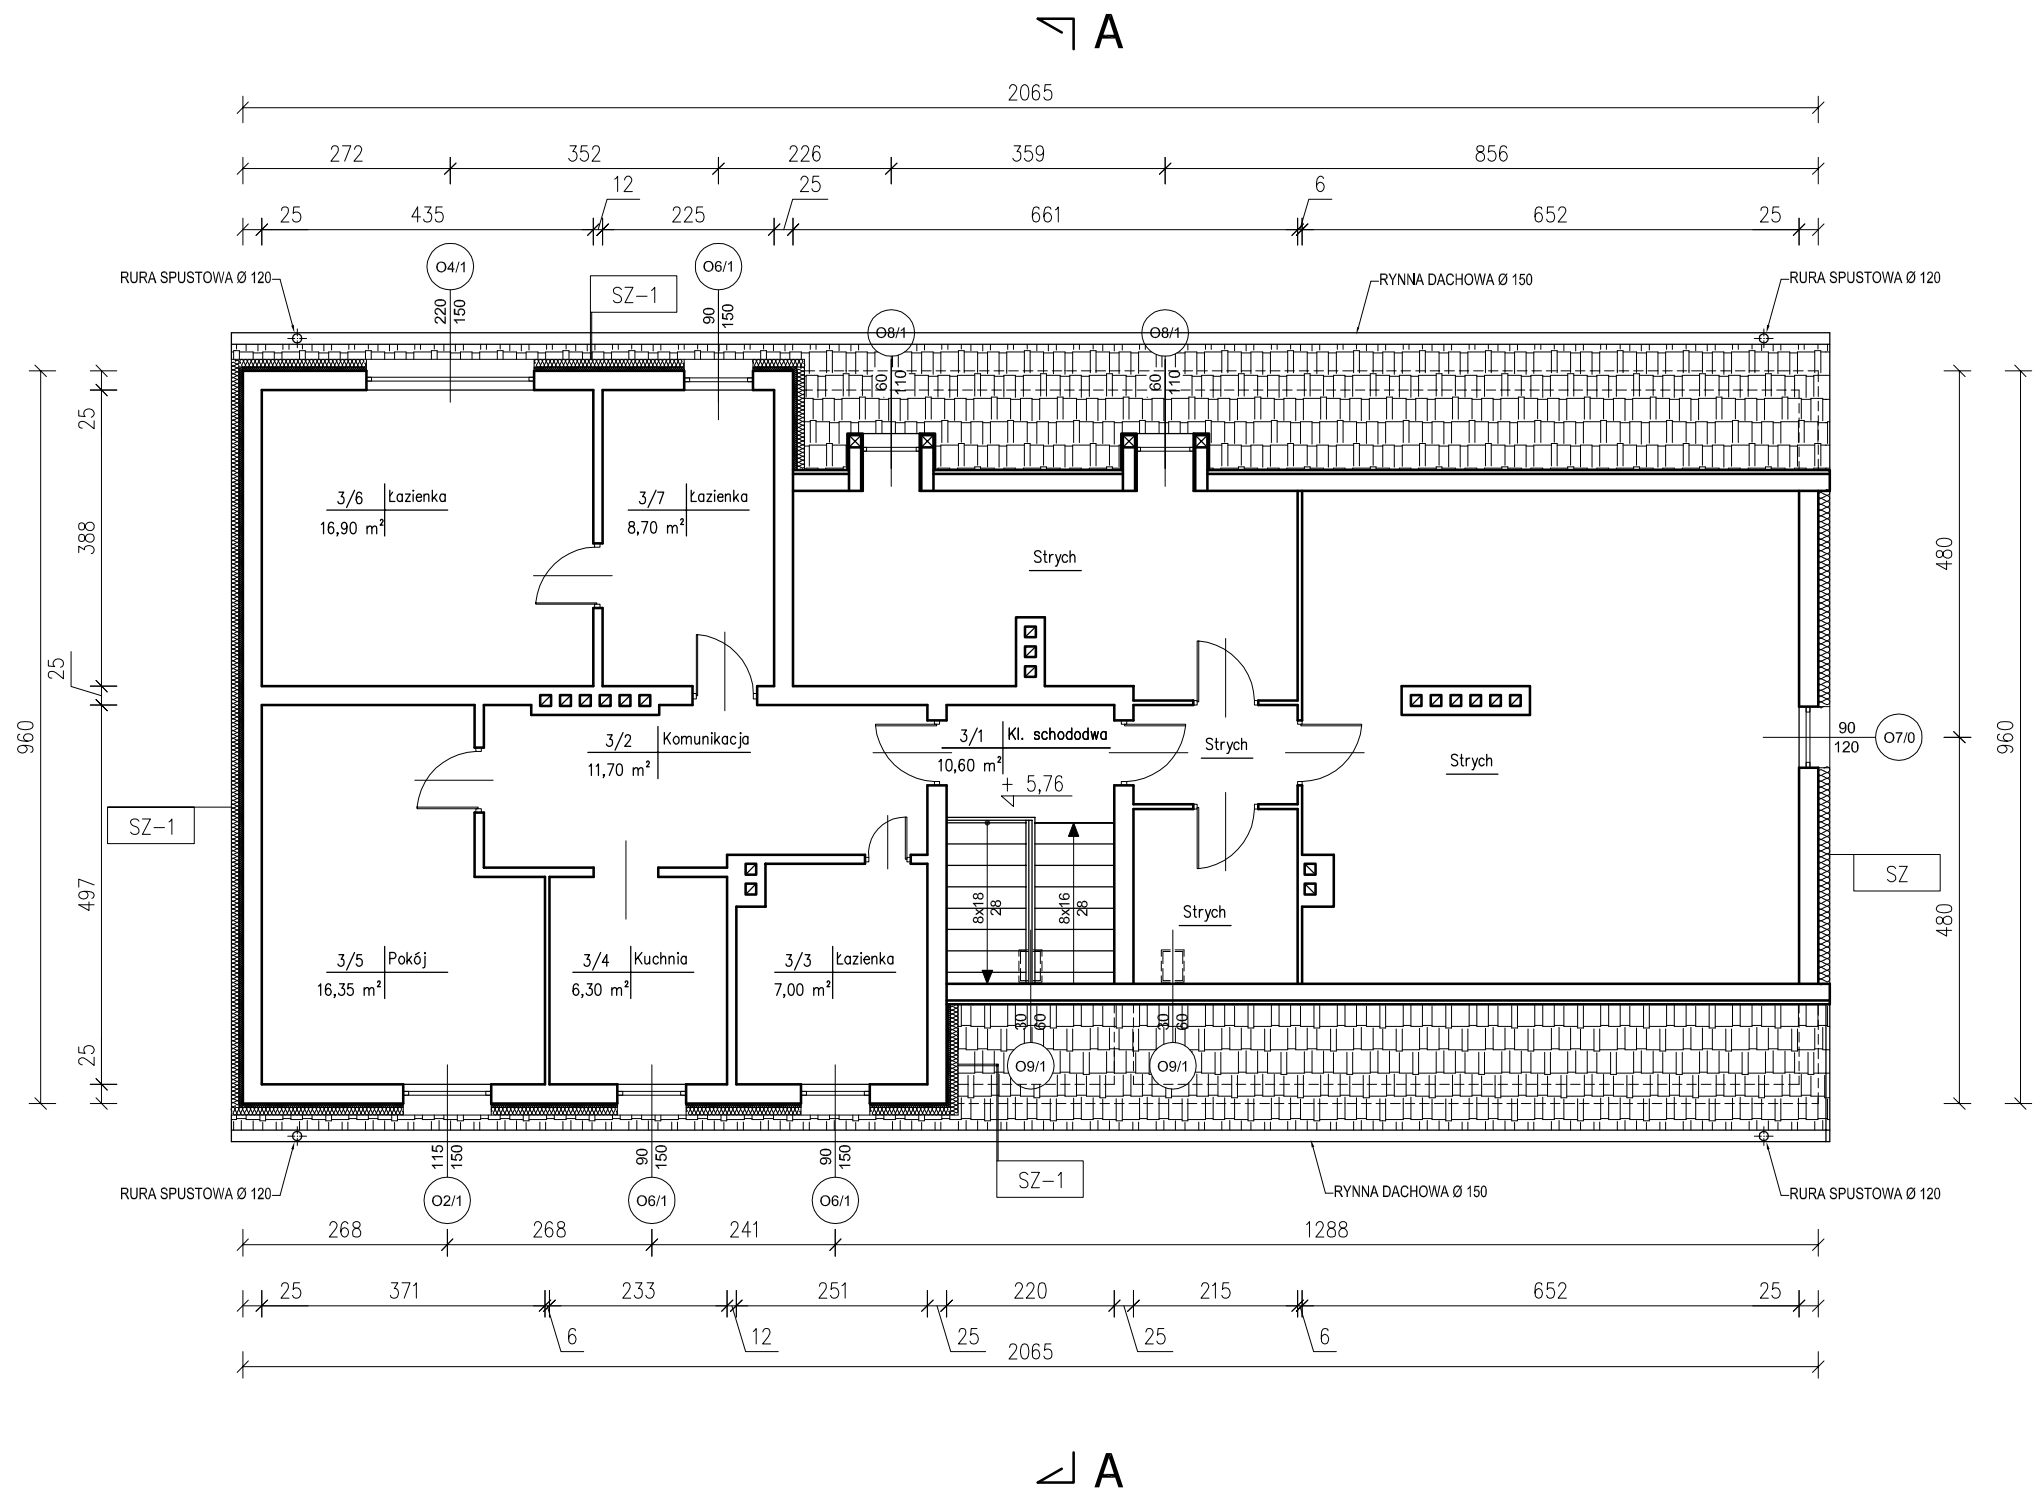 A
2065
272 352 226 359 856
12 25 6
25 435 225 661 652 25
O4/1 O6/1
RURA SPUSTOWA Ø 120
SZ-1
RYNNA DACHOWA Ø 150
RURA SPUSTOWA Ø 120
220 150
90 150
O8/1 O8/1
60 110
60 110
25
388
25
960
497
25
480
480
960
3/6 Łazienka
16,90 m²
3/7 Łazienka
8,70 m²
Strych
3/2 Komunikacja
11,70 m²
3/1 Kl. schododwa
10,60 m²
+ 5,76
Strych
Strych
90
120
O7/0
SZ-1
SZ
8x18
28
8x16
28
Strych
3/5 Pokój
16,35 m²
3/4 Kuchnia
6,30 m²
3/3 Łazienka
7,00 m²
30 60
30 60
O9/1 O9/1
115 150
90 150
90 150
SZ-1
RURA SPUSTOWA Ø 120
O2/1 O6/1 O6/1
RYNNA DACHOWA Ø 150
RURA SPUSTOWA Ø 120
268 268 241 1288
25 371 233 251 220 215 652 25
6 12 25 25 6
2065
A